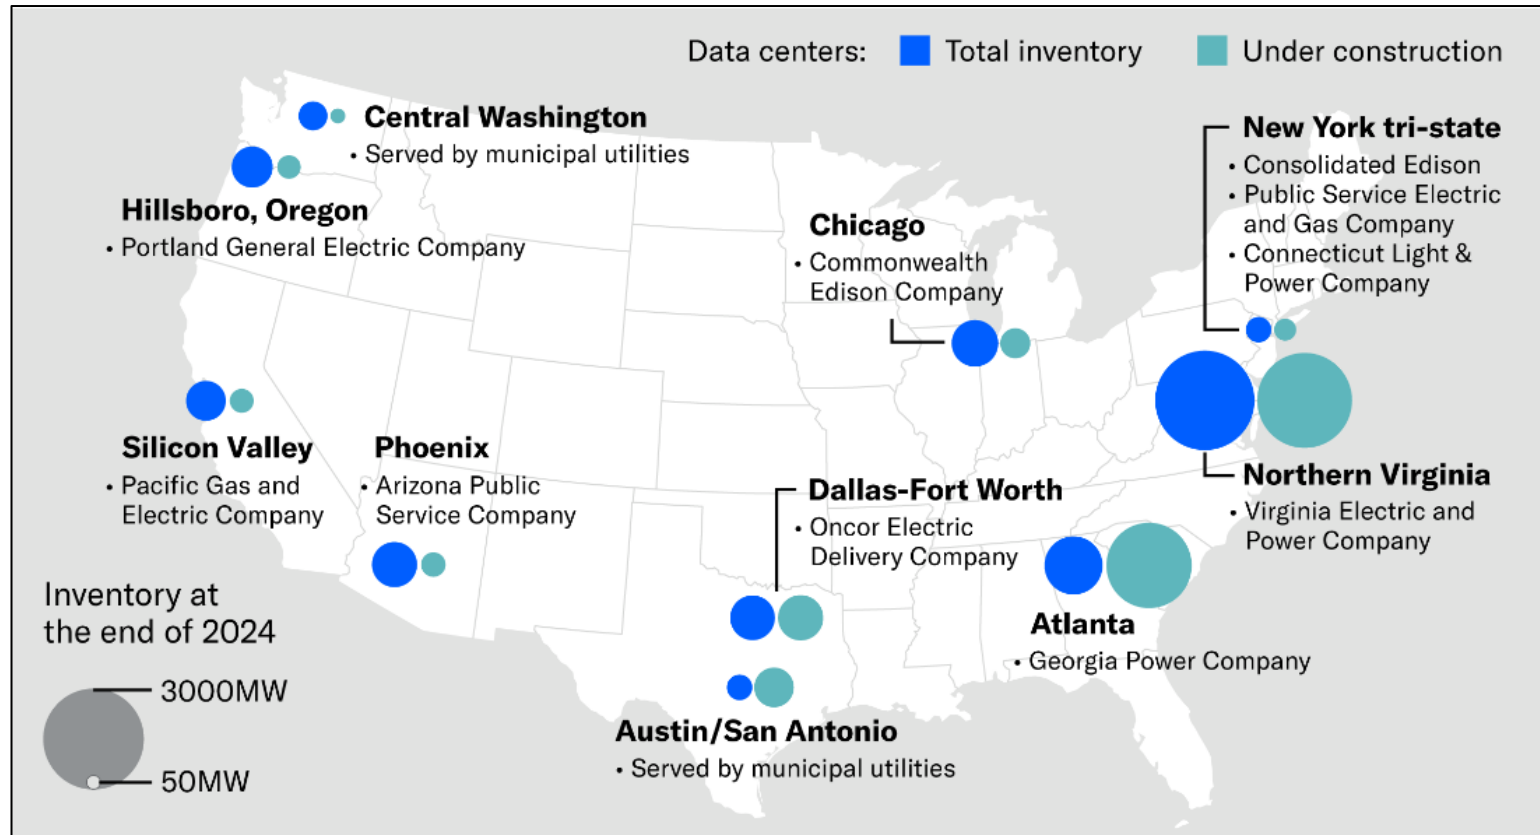 Data centers: Total inventory Under construction
Central Washington
• Served by municipal utilities
Hillsboro, Oregon
• Portland General Electric Company
Chicago
• Commonwealth
Edison Company
New York tri-state
• Consolidated Edison
• Public Service Electric
and Gas Company
• Connecticut Light &
Power Company
Silicon Valley
• Pacific Gas and
Electric Company
Phoenix
• Arizona Public
Service Company
Dallas-Fort Worth
• Oncor Electric
Delivery Company
Northern Virginia
• Virginia Electric and
Power Company
Atlanta
• Georgia Power Company
Austin/San Antonio
• Served by municipal utilities
Inventory at
the end of 2024
3000MW
50MW